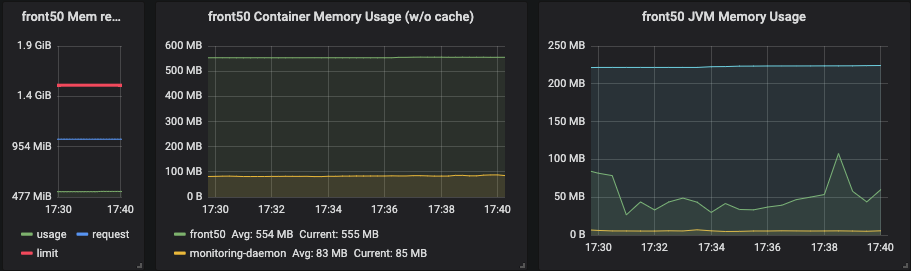 front50 Mem re...
1.9 GiB
1.4 GiB
954 MiB
477 MiB
17:30 17:40
usage request
limit
front50 Container Memory Usage (w/o cache)
600 MB
500 MB
400 MB
300 MB
200 MB
100 MB
0 B
17:30 17:32 17:34 17:36 17:38 17:40
front50 Avg: 554 MB Current: 555 MB
monitoring-daemon Avg: 83 MB Current: 85 MB
front50 JVM Memory Usage
250 MB
200 MB
150 MB
100 MB
50 MB
0 B
17:30 17:32 17:34 17:36 17:38 17:40